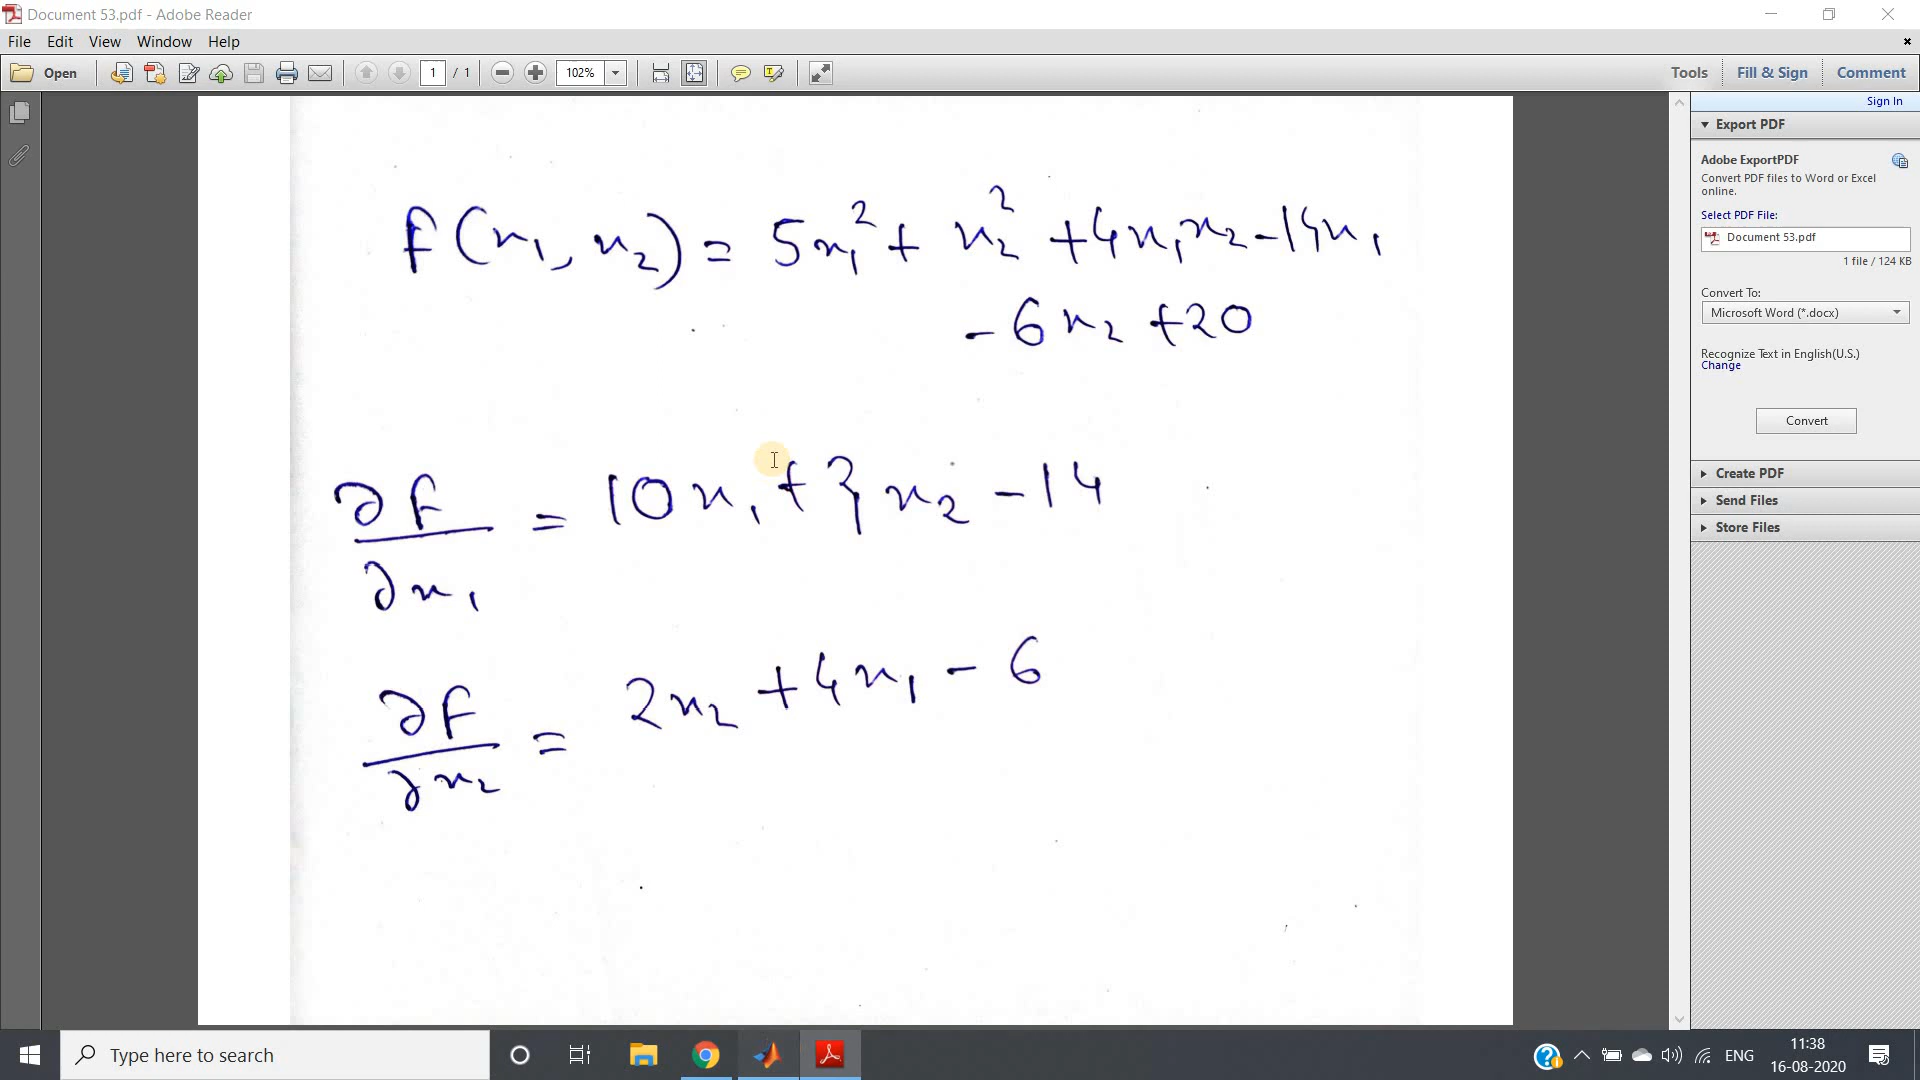 Document 53.pdf - Adobe Reader
File Edit View Window Help
Open 1 / 1 102% Tools Fill & Sign Comment
Sign In
Export PDF
Adobe ExportPDF
Convert PDF files to Word or Excel
online.
Select PDF File:
Document 53.pdf
1 file / 124 KB
Convert To:
Microsoft Word (*.docx)
Recognize Text in English(U.S.)
Change
Convert
Create PDF
Send Files
Store Files
f(x₁, x₂) = 5x₁² + x₂² + 4x₁x₂ - 14x₁
- 6x₂ + 20
∂f/∂x₁ = 10x₁ + 4x₂ - 14
∂f/∂x₂ = 2x₂ + 4x₁ - 6
Type here to search
ENG
11:38
16-08-2020